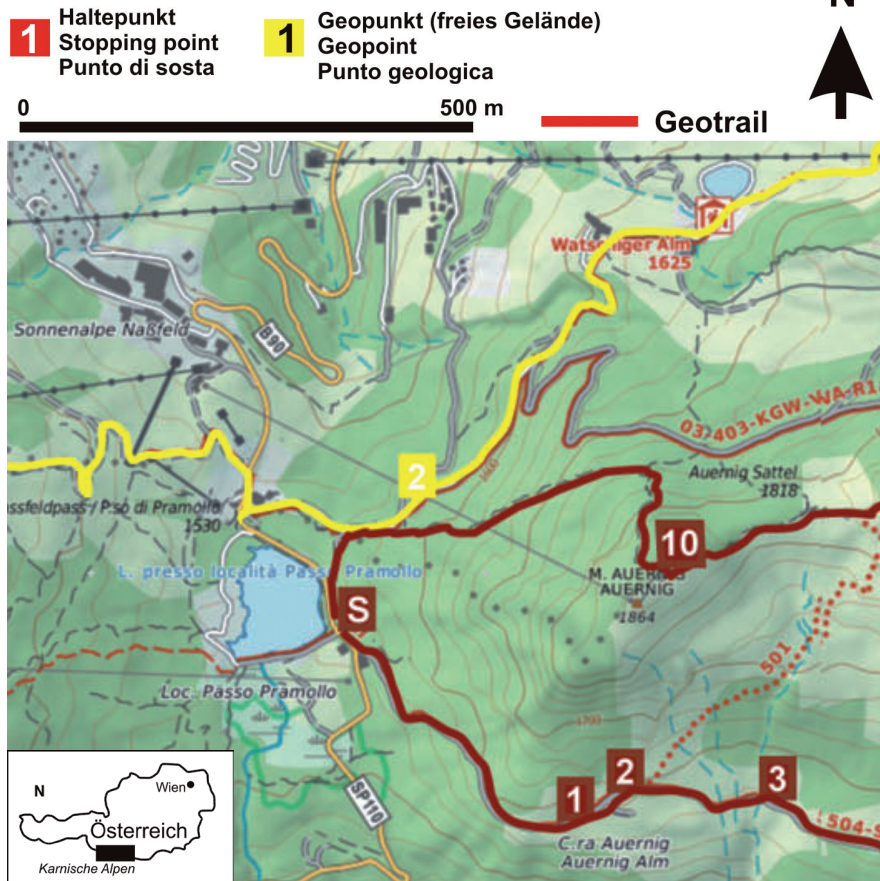 1
Haltepunkt
Stopping point
Punto di sosta
1
Geopunkt (freies Gelände)
Geopoint
Punto geologica
N
0
500 m
Geotrail
Watschiger Alm
1625
Sonnenalpe Naßfeld
B90
03-403-KGW-WA-R1
2
1600
Auernig Sattel
1818
assfeldpass / P.so di Pramollo
1530
10
L. presso località Passo Pramollo
M. AUERNIG
AUERNIG
1864
S
501
Loc. Passo Pramollo
1700
SP110
1
2
3
504-S
C.ra Auernig
Auernig Alm
N
Wien
Österreich
Karnische Alpen